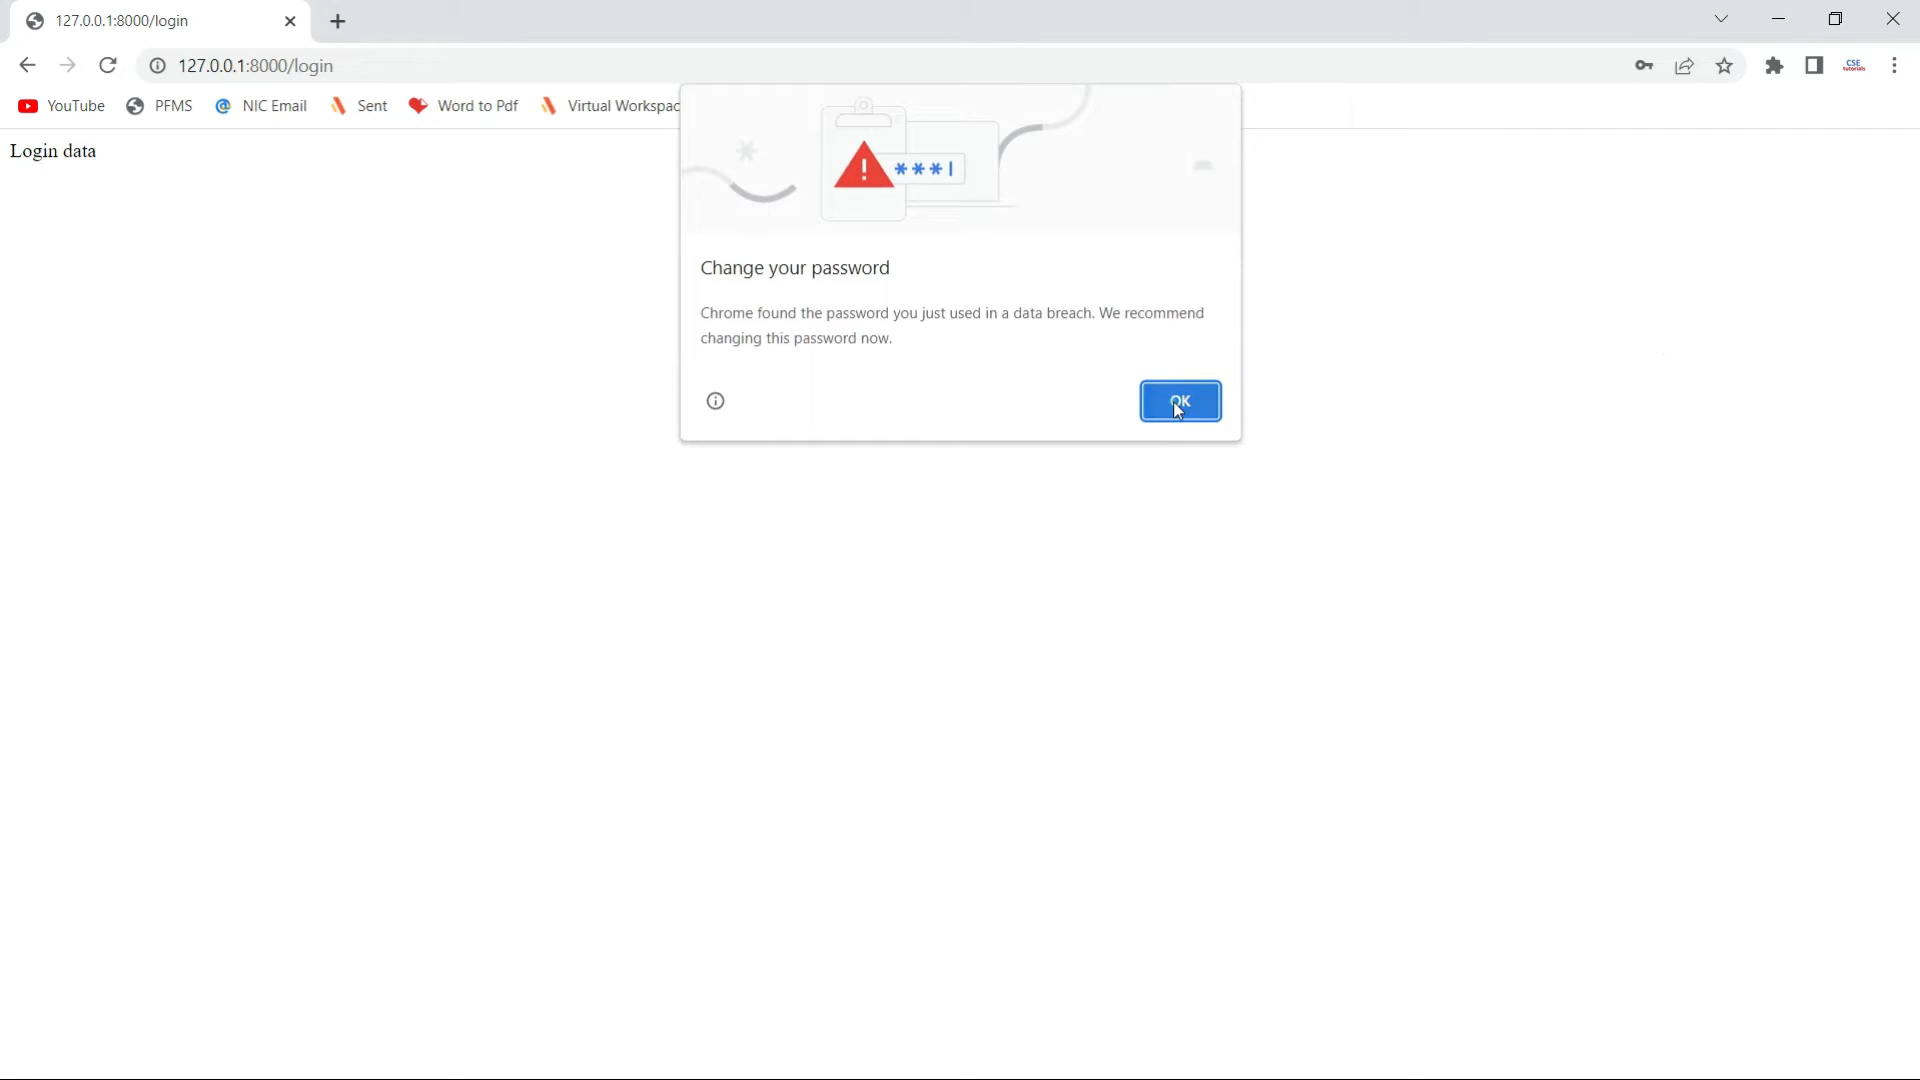 127.0.0.1:8000/login
127.0.0.1:8000/login
CSE
tutorials
YouTube PFMS NIC Email Sent Word to Pdf Virtual Workspac
Login data
***|
Change your password
Chrome found the password you just used in a data breach. We recommend
changing this password now.
OK